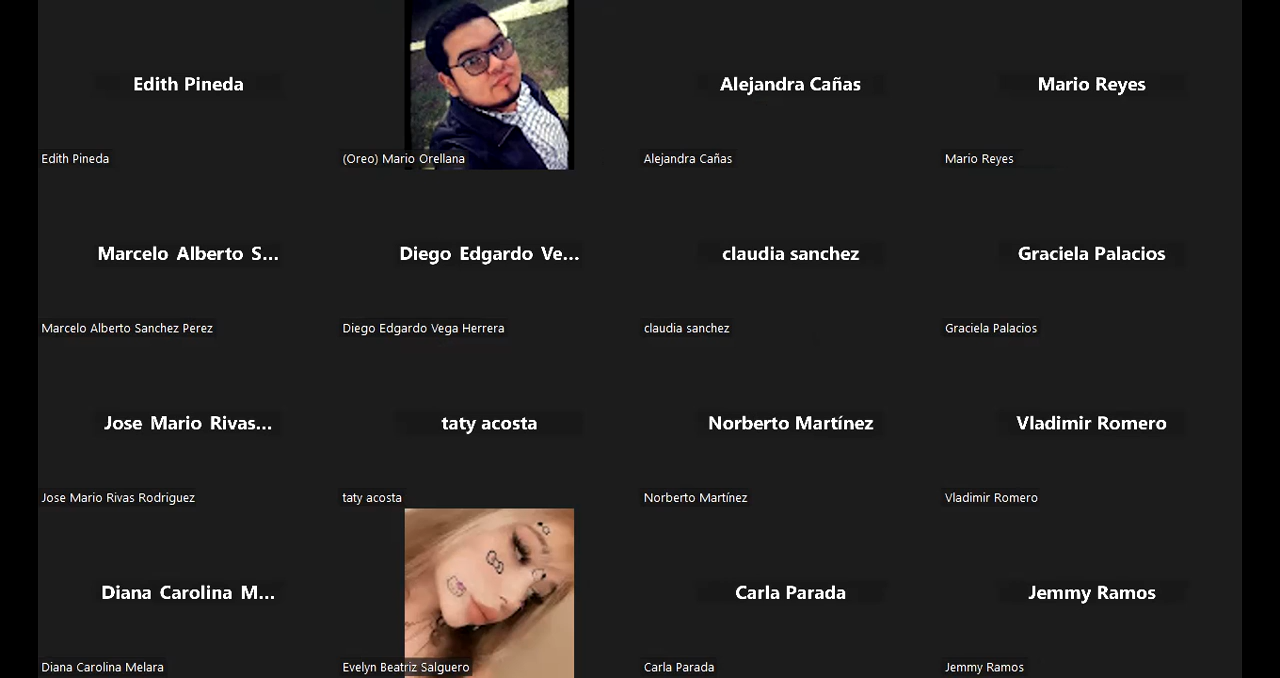 Edith Pineda
Alejandra Cañas
Mario Reyes
Edith Pineda
(Oreo) Mario Orellana
Alejandra Cañas
Mario Reyes
Marcelo Alberto S...
Diego Edgardo Ve...
claudia sanchez
Graciela Palacios
Marcelo Alberto Sanchez Perez
Diego Edgardo Vega Herrera
claudia sanchez
Graciela Palacios
Jose Mario Rivas...
taty acosta
Norberto Martínez
Vladimir Romero
Jose Mario Rivas Rodriguez
taty acosta
Norberto Martínez
Vladimir Romero
Diana Carolina M...
Carla Parada
Jemmy Ramos
Diana Carolina Melara
Evelyn Beatriz Salguero
Carla Parada
Jemmy Ramos